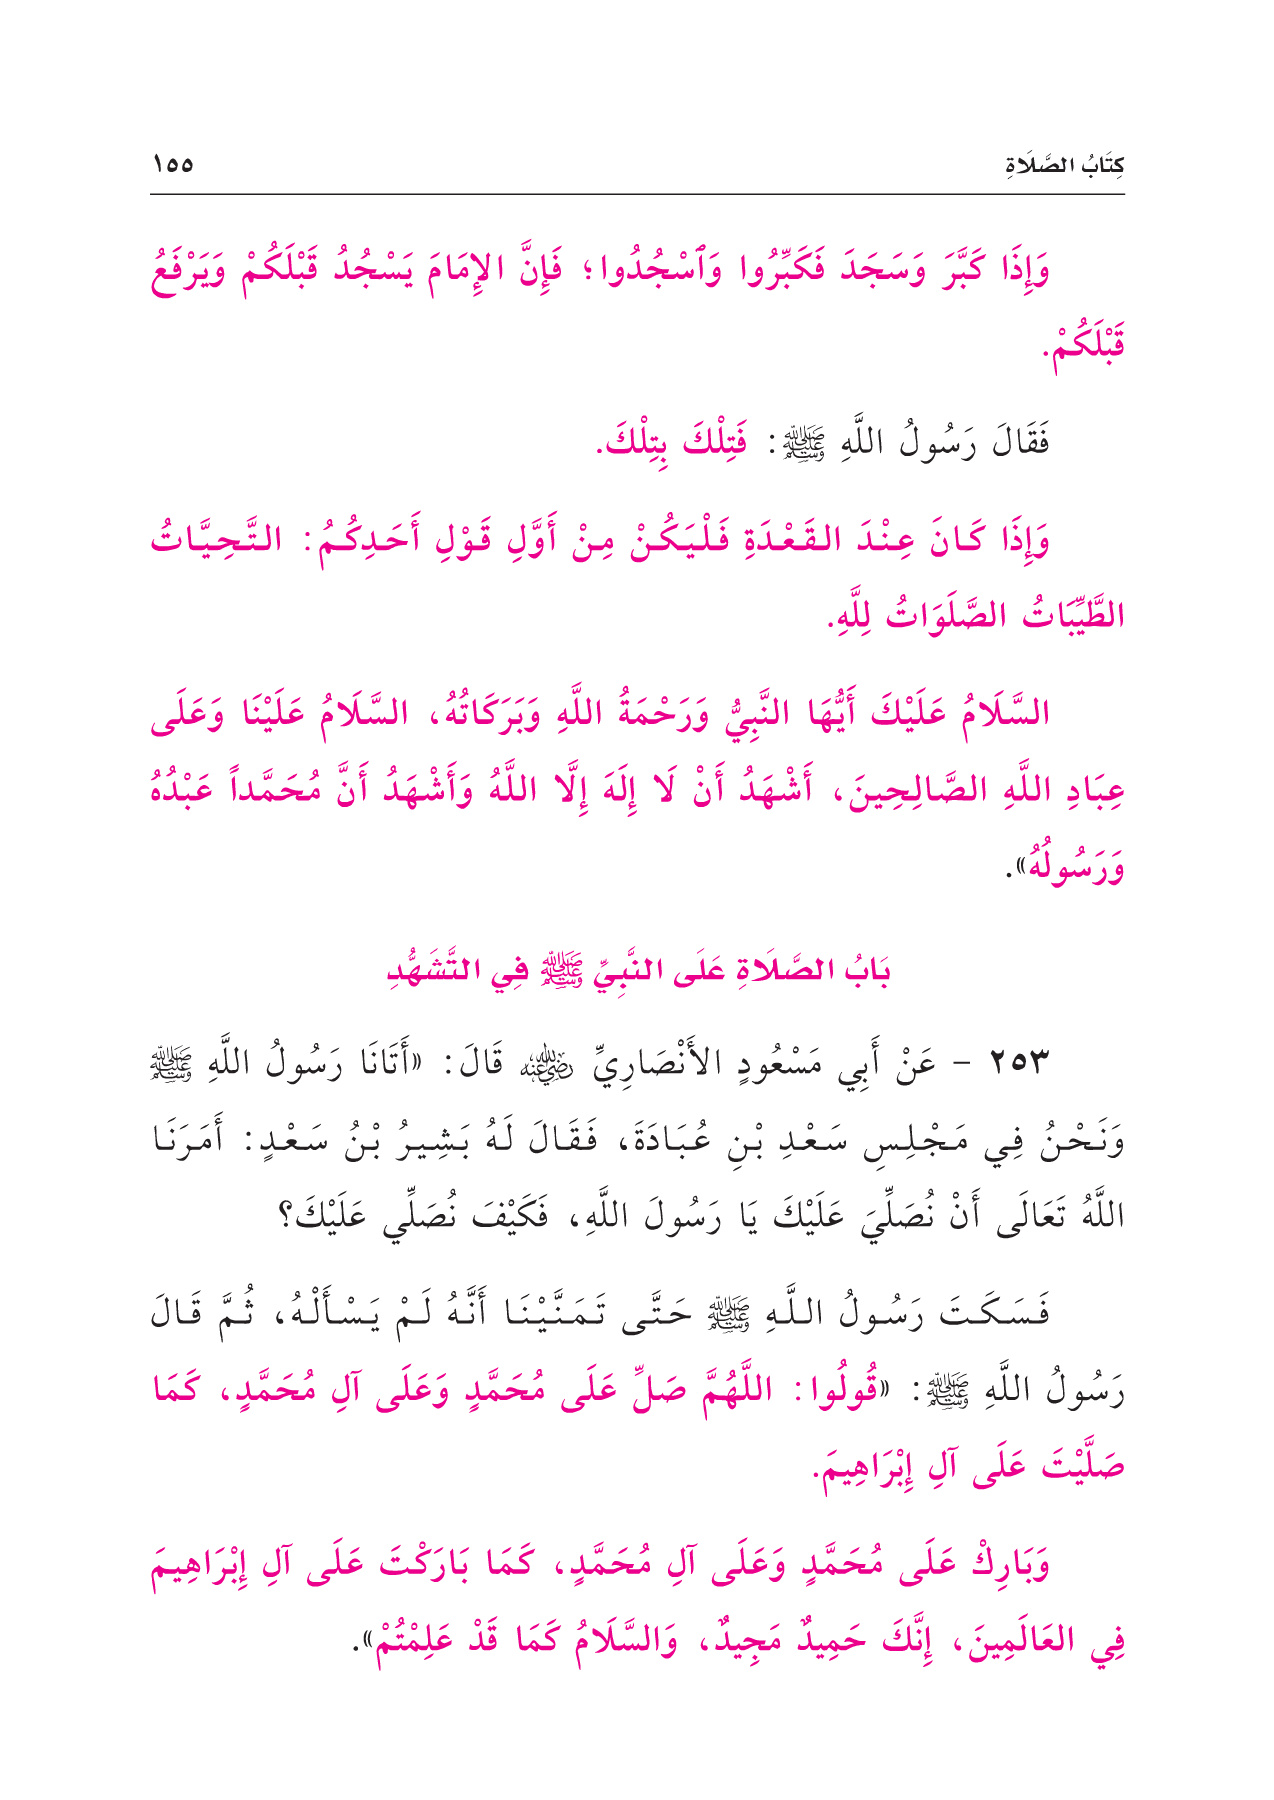 كِتَابُ الصَّلَاةِ ١٥٥
وَإِذَا كَبَّرَ وَسَجَدَ فَكَبِّرُوا وَٱسْجُدُوا؛ فَإِنَّ الإِمَامَ يَسْجُدُ قَبْلَكُمْ وَيَرْفَعُ
قَبْلَكُمْ.
فَقَالَ رَسُولُ اللَّهِ ﷺ: فَتِلْكَ بِتِلْكَ.
وَإِذَا كَانَ عِنْدَ القَعْدَةِ فَلْيَكُنْ مِنْ أَوَّلِ قَوْلِ أَحَدِكُمُ: التَّحِيَّاتُ
الطَّيِّبَاتُ الصَّلَوَاتُ لِلَّهِ.
السَّلَامُ عَلَيْكَ أَيُّهَا النَّبِيُّ وَرَحْمَةُ اللَّهِ وَبَرَكَاتُهُ، السَّلَامُ عَلَيْنَا وَعَلَى
عِبَادِ اللَّهِ الصَّالِحِينَ، أَشْهَدُ أَنْ لَا إِلَهَ إِلَّا اللَّهُ وَأَشْهَدُ أَنَّ مُحَمَّداً عَبْدُهُ
وَرَسُولُهُ».
بَابُ الصَّلَاةِ عَلَى النَّبِيِّ ﷺ فِي التَّشَهُّدِ
٢٥٣ - عَنْ أَبِي مَسْعُودٍ الأَنْصَارِيِّ رضي الله عنه قَالَ: «أَتَانَا رَسُولُ اللَّهِ ﷺ
وَنَحْنُ فِي مَجْلِسِ سَعْدِ بْنِ عُبَادَةَ، فَقَالَ لَهُ بَشِيرُ بْنُ سَعْدٍ: أَمَرَنَا
اللَّهُ تَعَالَى أَنْ نُصَلِّيَ عَلَيْكَ يَا رَسُولَ اللَّهِ، فَكَيْفَ نُصَلِّي عَلَيْكَ؟
فَسَكَتَ رَسُولُ اللَّهِ ﷺ حَتَّى تَمَنَّيْنَا أَنَّهُ لَمْ يَسْأَلْهُ، ثُمَّ قَالَ
رَسُولُ اللَّهِ ﷺ: «قُولُوا: اللَّهُمَّ صَلِّ عَلَى مُحَمَّدٍ وَعَلَى آلِ مُحَمَّدٍ، كَمَا
صَلَّيْتَ عَلَى آلِ إِبْرَاهِيمَ.
وَبَارِكْ عَلَى مُحَمَّدٍ وَعَلَى آلِ مُحَمَّدٍ، كَمَا بَارَكْتَ عَلَى آلِ إِبْرَاهِيمَ
فِي العَالَمِينَ، إِنَّكَ حَمِيدٌ مَجِيدٌ، وَالسَّلَامُ كَمَا قَدْ عَلِمْتُمْ».